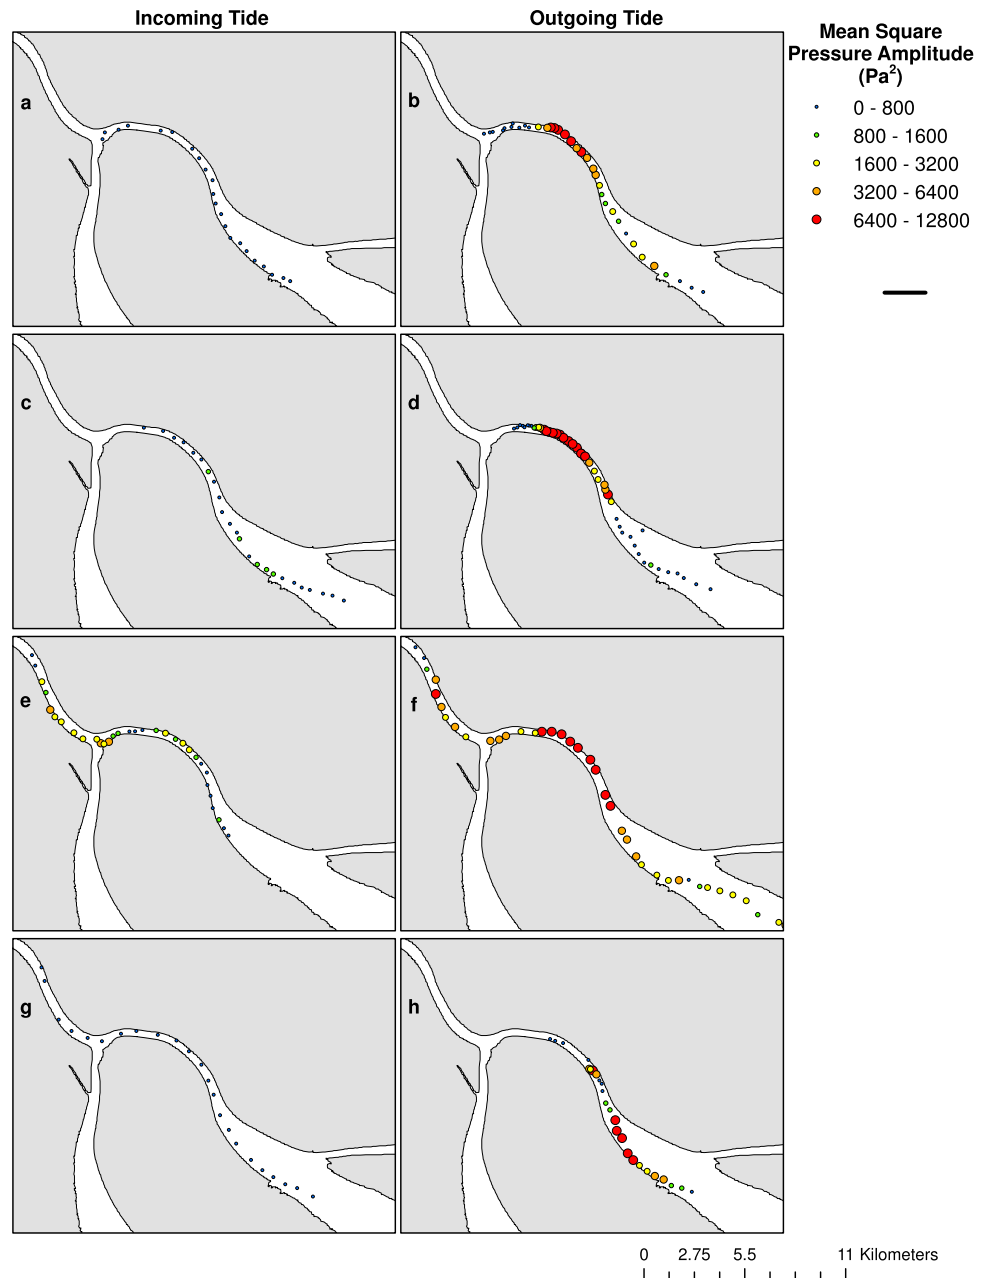 Incoming Tide
Outgoing Tide
Mean Square
Pressure Amplitude
(Pa²)
0 - 800
800 - 1600
1600 - 3200
3200 - 6400
6400 - 12800
a
b
c
d
e
f
g
h
0 2.75 5.5 11 Kilometers